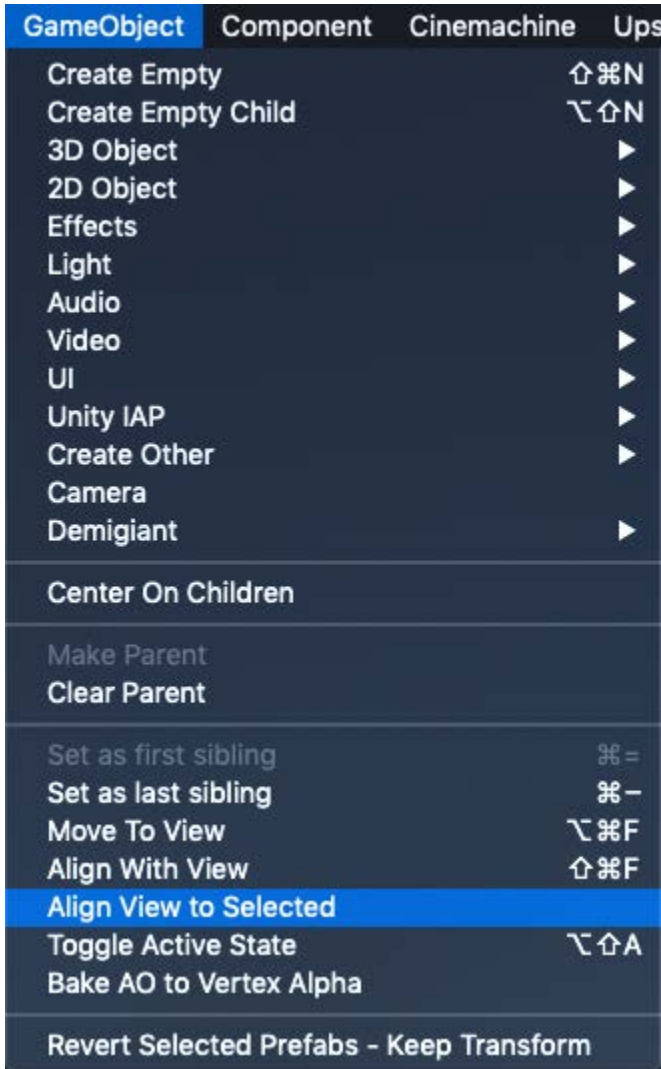 GameObject Component Cinemachine Ups
Create Empty ⇧⌘N
Create Empty Child ⌥⇧N
3D Object ▶
2D Object ▶
Effects ▶
Light ▶
Audio ▶
Video ▶
UI ▶
Unity IAP ▶
Create Other ▶
Camera
Demigiant ▶
Center On Children
Make Parent
Clear Parent
Set as first sibling ⌘=
Set as last sibling ⌘−
Move To View ⌥⌘F
Align With View ⇧⌘F
Align View to Selected
Toggle Active State ⌥⇧A
Bake AO to Vertex Alpha
Revert Selected Prefabs - Keep Transform